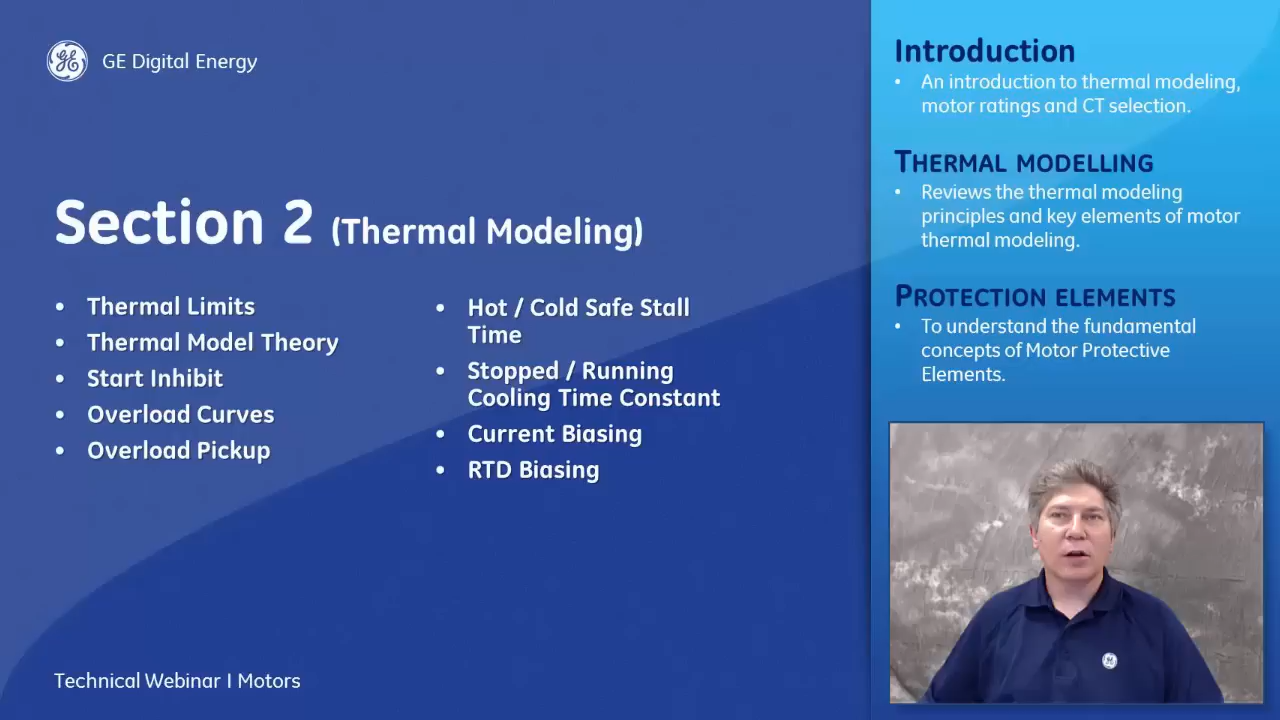 GE Digital Energy
Section 2 (Thermal Modeling)
• Thermal Limits
• Thermal Model Theory
• Start Inhibit
• Overload Curves
• Overload Pickup
• Hot / Cold Safe Stall
Time
• Stopped / Running
Cooling Time Constant
• Current Biasing
• RTD Biasing
Technical Webinar | Motors
Introduction
• An introduction to thermal modeling,
motor ratings and CT selection.
THERMAL MODELLING
• Reviews the thermal modeling
principles and key elements of motor
thermal modeling.
PROTECTION ELEMENTS
• To understand the fundamental
concepts of Motor Protective
Elements.